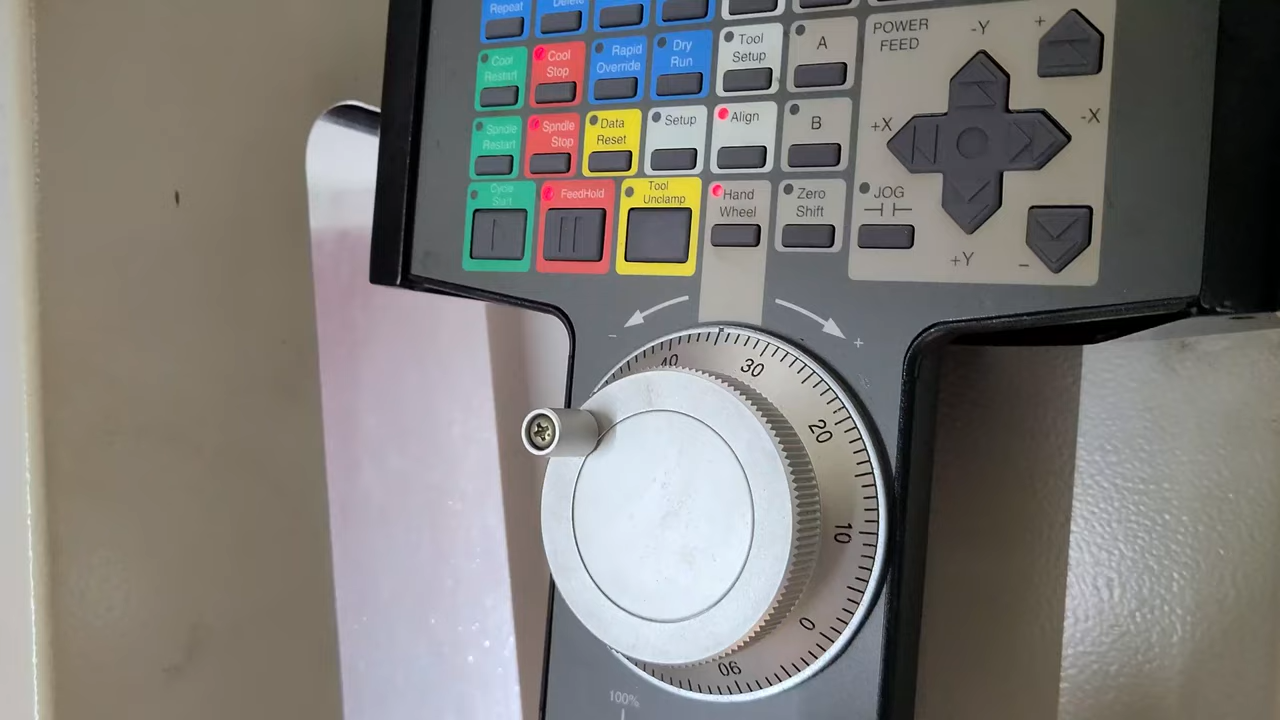 Repeat
Delete
Cool
Restart
Cool
Stop
Rapid
Override
Dry
Run
Tool
Setup
A
POWER
FEED
-Y
+
+X
-X
Spndle
Restart
Spndle
Stop
Data
Reset
Setup
Align
B
Cycle
Start
FeedHold
Tool
Unclamp
Hand
Wheel
Zero
Shift
JOG
+Y
-
-
+
40
30
20
10
0
90
100%